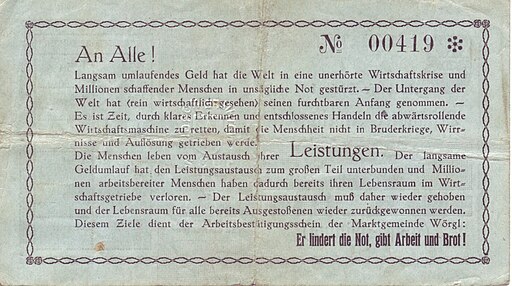 An Alle !
No 00419 ✻
Langsam umlaufendes Geld hat die Welt in eine unerhörte Wirtschaftskrise und
Millionen schaffender Menschen in unsägliche Not gestürzt. – Der Untergang der
Welt hat (rein wirtschaftlich gesehen) seinen furchtbaren Anfang genommen. –
Es ist Zeit, durch klares Erkennen und entschlossenes Handeln die abwärtsrollende
Wirtschaftsmaschine zu retten, damit die Menschheit nicht in Bruderkriege, Wirr-
nisse und Auflösung getrieben werde.
Die Menschen leben vom Austausch ihrer Leistungen. Der langsame
Geldumlauf hat den Leistungsaustausch zum großen Teil unterbunden und Millio-
nen arbeitsbereiter Menschen haben dadurch bereits ihren Lebensraum im Wirt-
schaftsgetriebe verloren. – Der Leistungsaustausch muß daher wieder gehoben
und der Lebensraum für alle bereits Ausgestoßenen wieder zurückgewonnen werden.
Diesem Ziele dient der Arbeitsbestätigungsschein der Marktgemeinde Wörgl:
Er lindert die Not, gibt Arbeit und Brot !